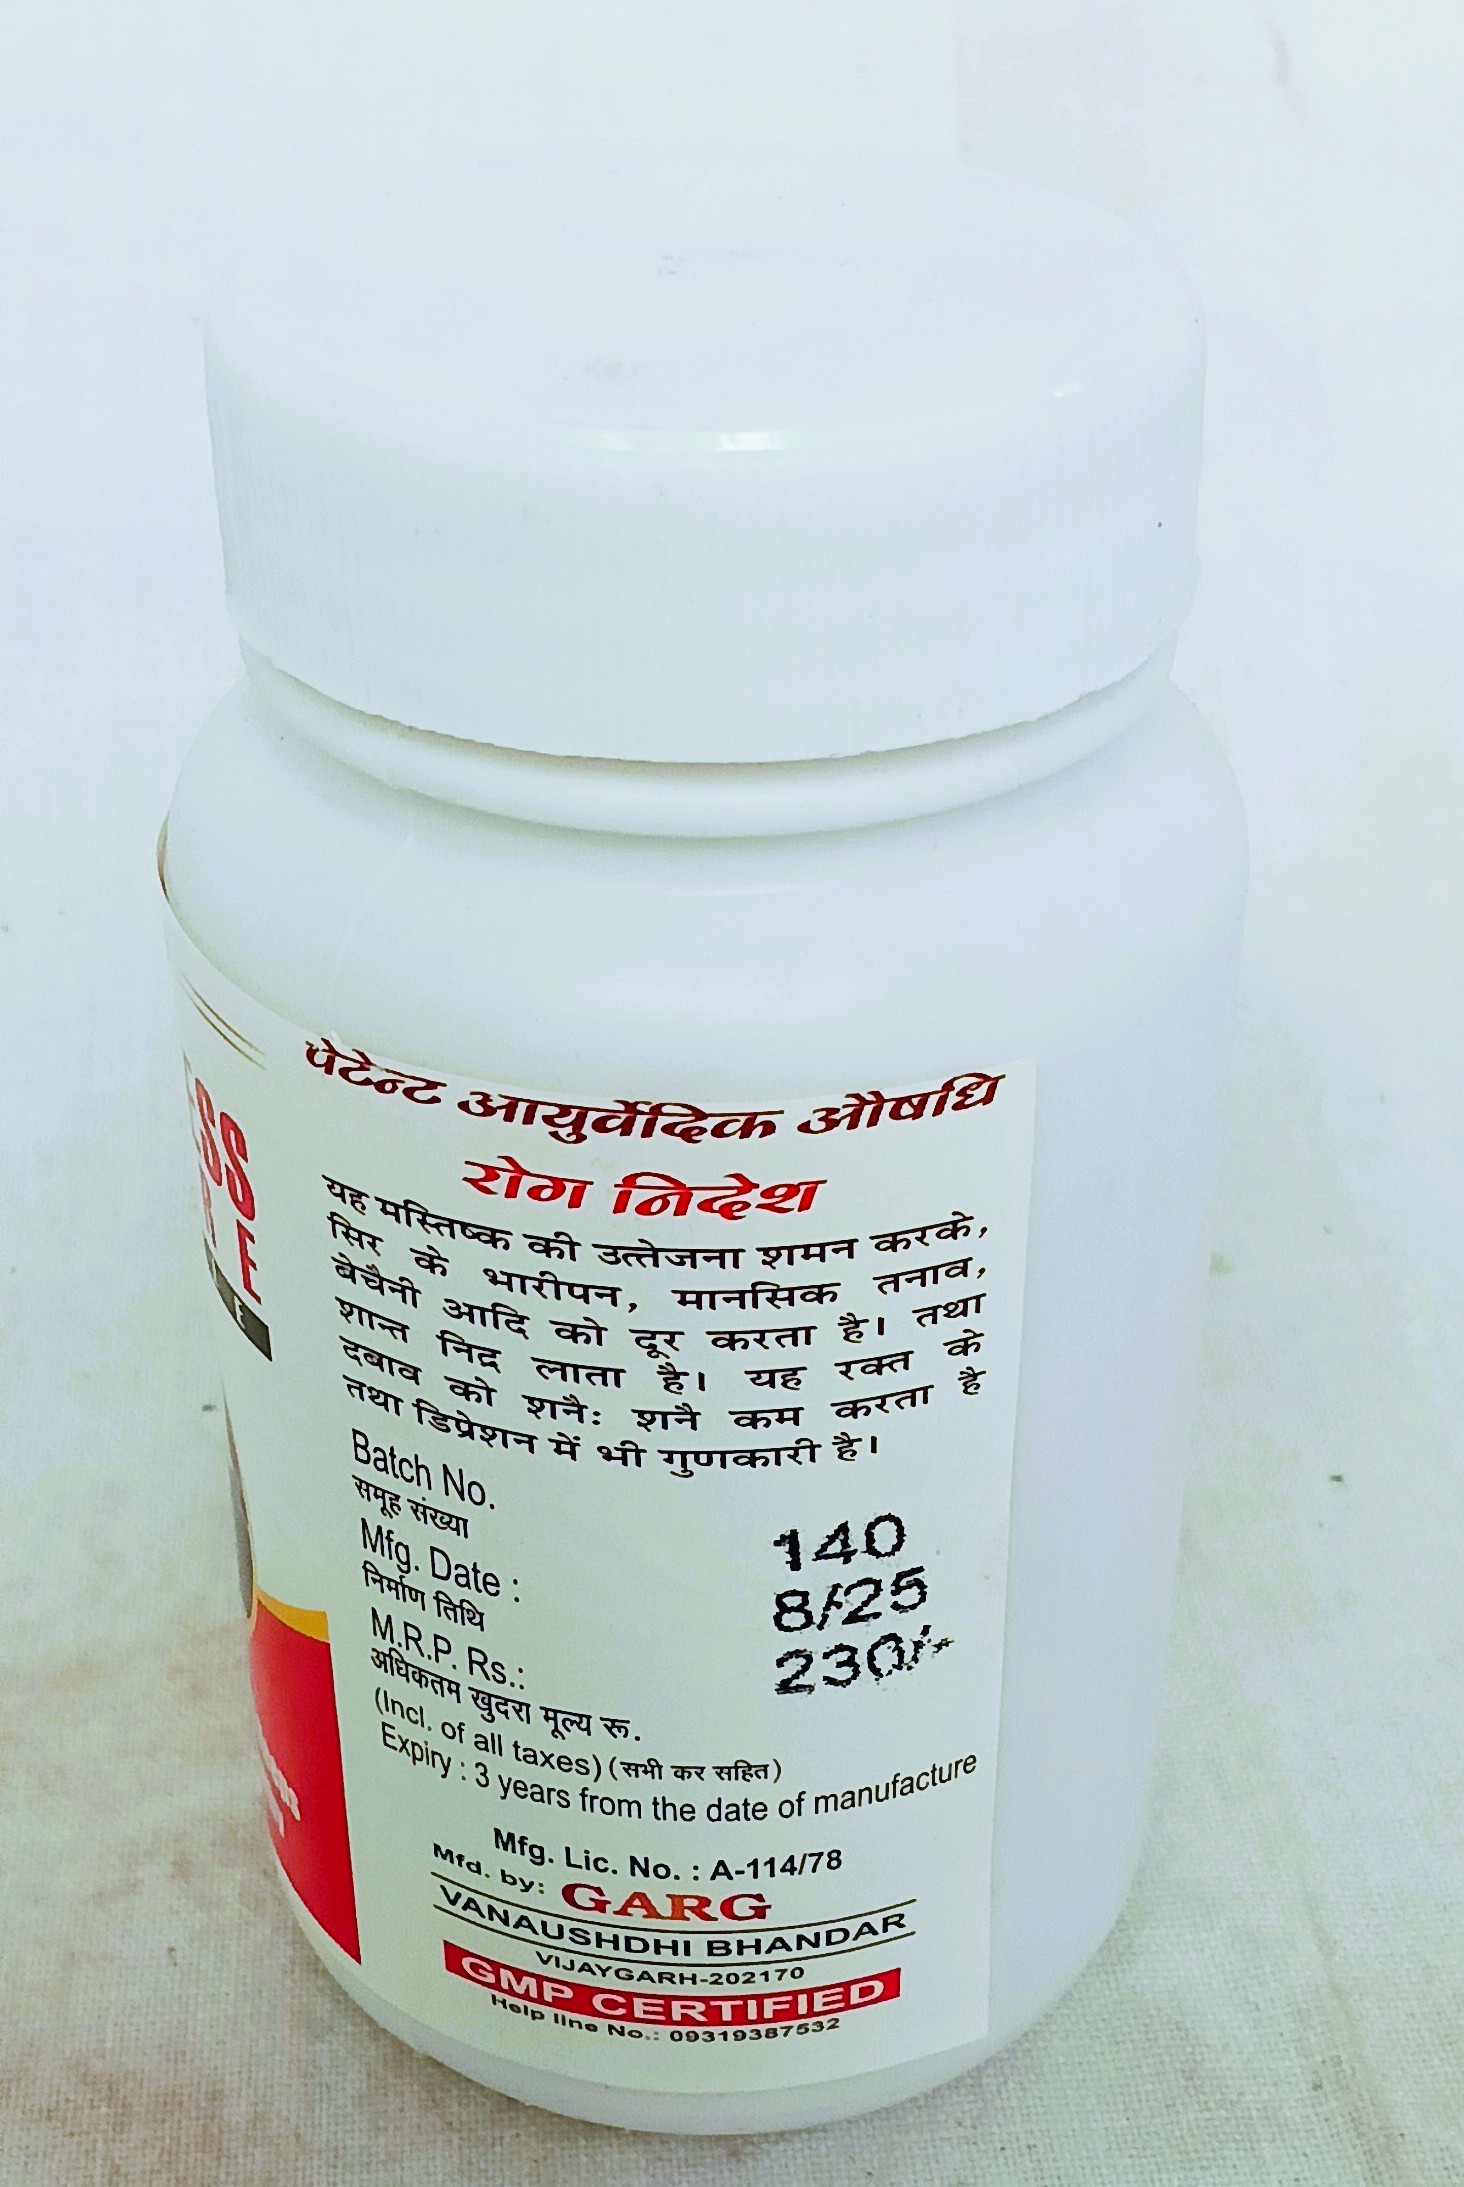 ESS
R E
E
पेटेन्ट आयुर्वेदिक औषधि
रोग निदेश
यह मस्तिष्क की उत्तेजना शमन करके,
सिर के भारीपन, मानसिक तनाव,
बेचैनी आदि को दूर करता है। तथा
शान्त निद्र लाता है। यह रक्त के
दबाव को शनैः शनै कम करता है
तथा डिप्रेशन में भी गुणकारी है।
Batch No. 140
समूह संख्या
Mfg. Date : 8/25
निर्माण तिथि
M.R.P. Rs.: 230/-
अधिकतम खुदरा मूल्य रू.
(Incl. of all taxes) (सभी कर सहित)
Expiry : 3 years from the date of manufacture
Mfg. Lic. No. : A-114/78
Mfd. by: GARG
VANAUSHDHI BHANDAR
VIJAYGARH-202170
GMP CERTIFIED
Help line No.: 09319387532